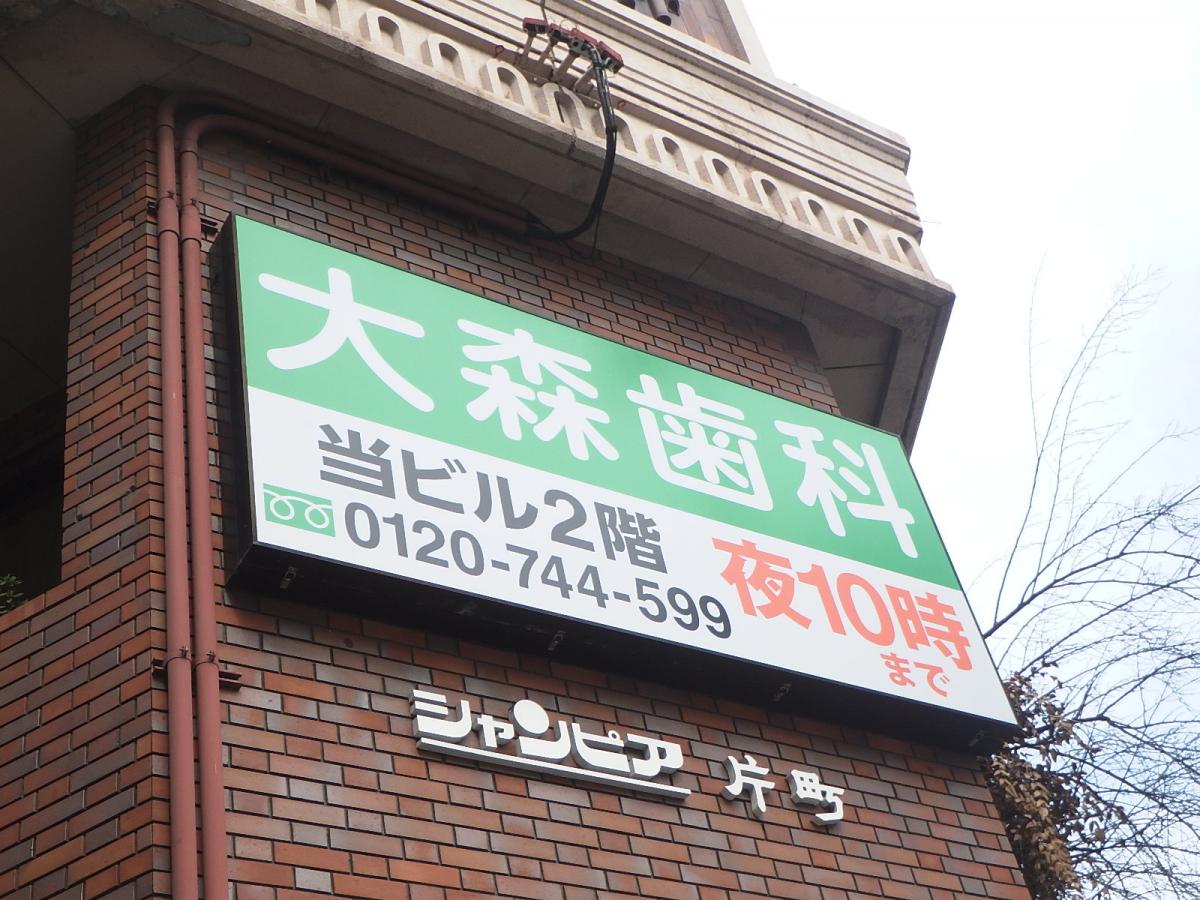 大森歯科
当ビル2階
0120-744-599
夜10時
まで
シャンピア 片町